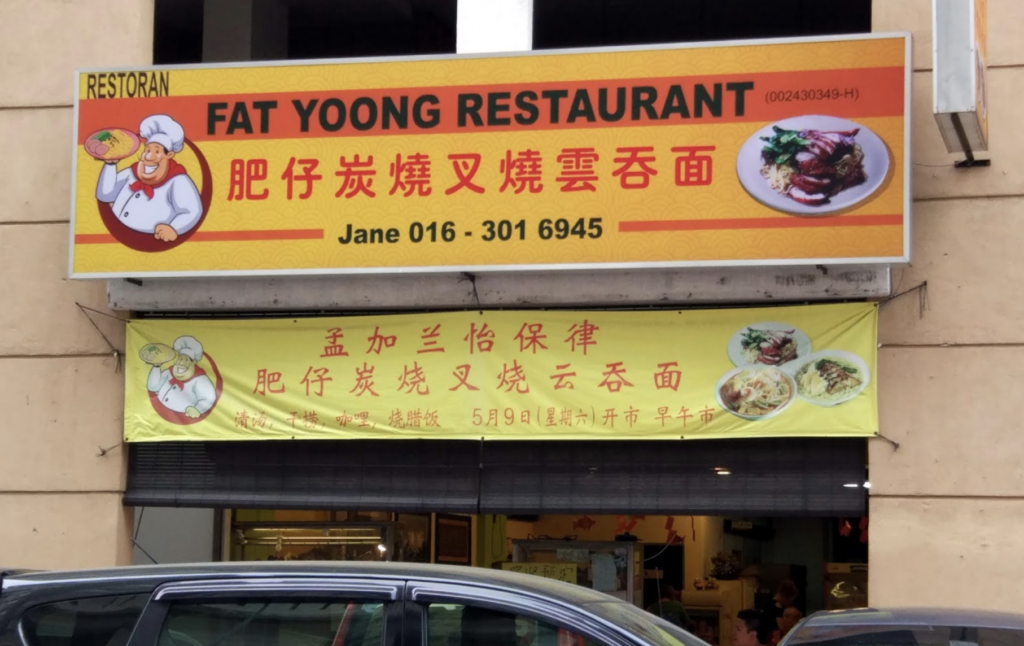 RESTORAN
FAT YOONG RESTAURANT (002430349-H)
肥仔炭燒叉燒雲吞面
Jane 016 - 301 6945
孟加兰怡保律
肥仔炭烧叉烧云吞面
清汤, 干捞, 咖哩, 烧腊饭 5月9日(星期六)开市 早午市